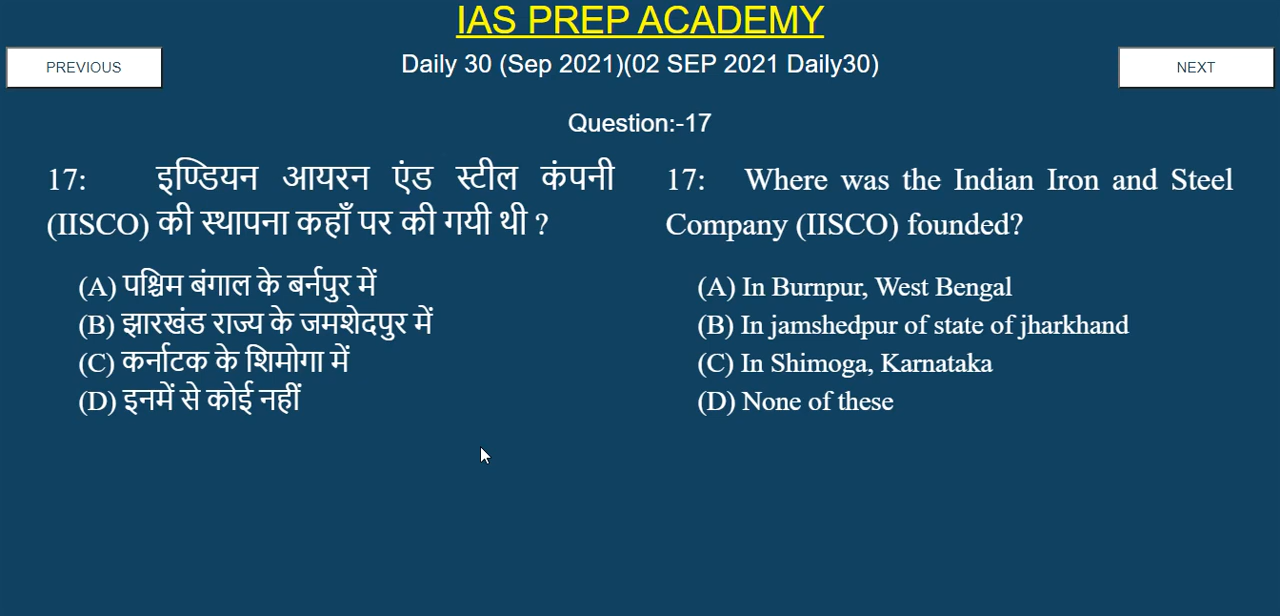 IAS PREP ACADEMY
PREVIOUS
Daily 30 (Sep 2021)(02 SEP 2021 Daily30)
NEXT
Question:-17
17: इण्डियन आयरन एंड स्टील कंपनी
(IISCO) की स्थापना कहाँ पर की गयी थी ?
(A) पश्चिम बंगाल के बर्नपुर में
(B) झारखंड राज्य के जमशेदपुर में
(C) कर्नाटक के शिमोगा में
(D) इनमें से कोई नहीं
17: Where was the Indian Iron and Steel
Company (IISCO) founded?
(A) In Burnpur, West Bengal
(B) In jamshedpur of state of jharkhand
(C) In Shimoga, Karnataka
(D) None of these